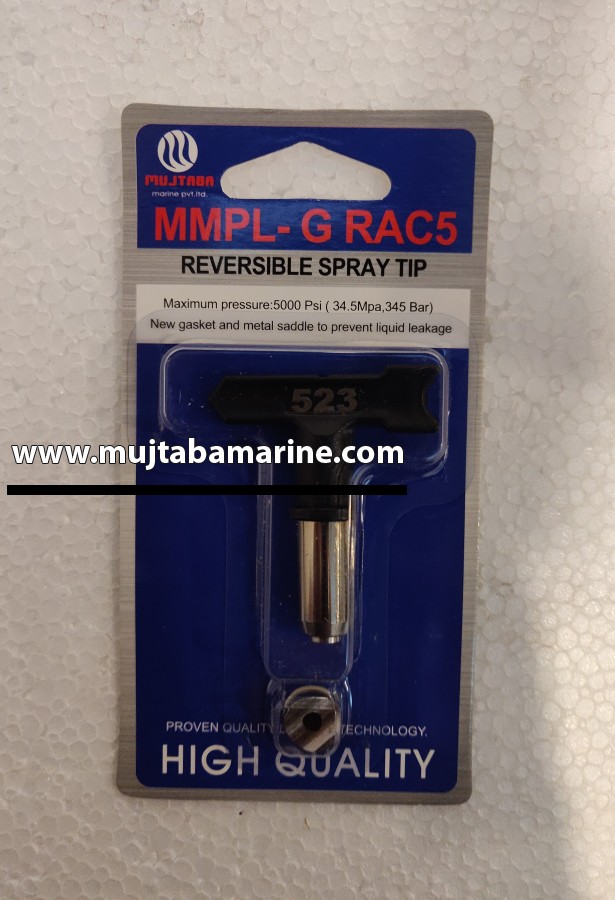 MUJTABA
marine pvt.ltd.
MMPL- G RAC5
REVERSIBLE SPRAY TIP
Maximum pressure:5000 Psi ( 34.5Mpa,345 Bar)
New gasket and metal saddle to prevent liquid leakage
523
www.mujtabamarine.com
PROVEN QUALITY TECHNOLOGY.
HIGH QUALITY